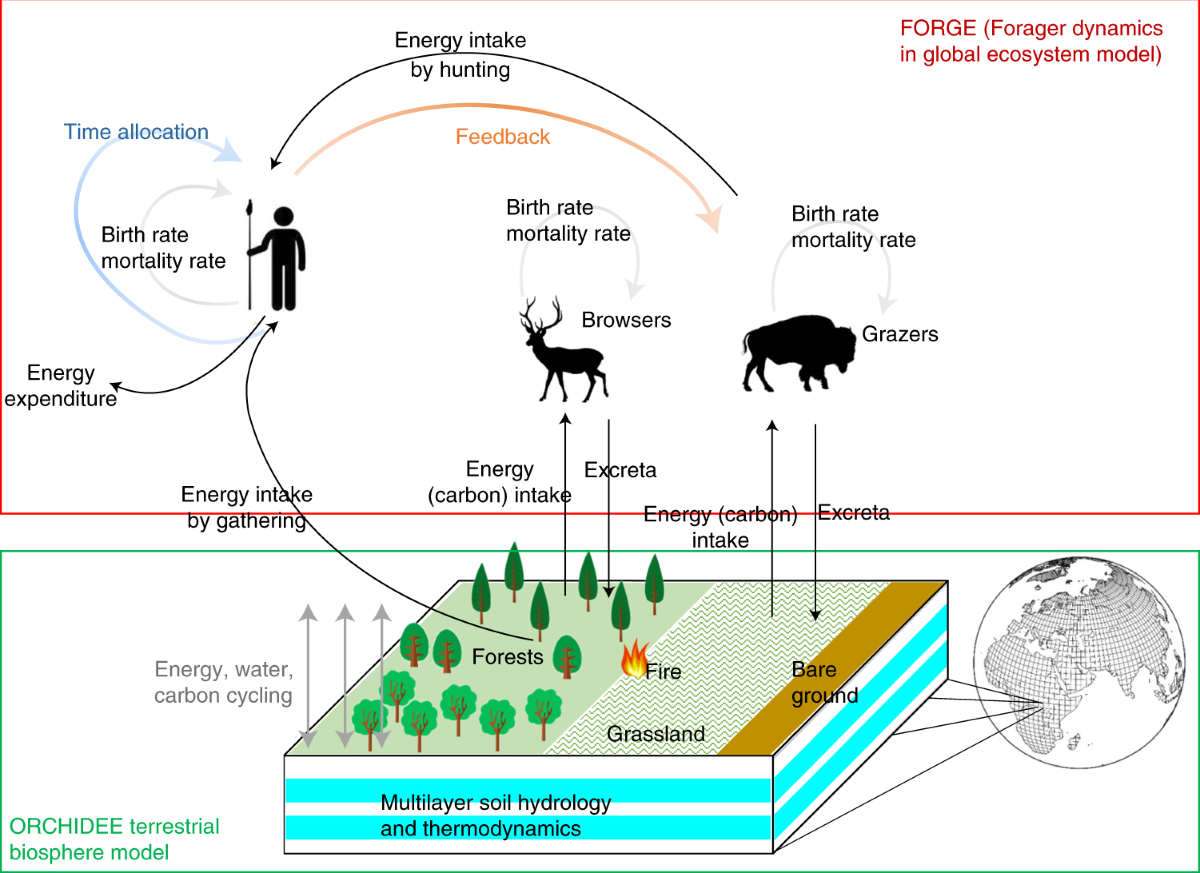 FORGE (Forager dynamics
in global ecosystem model)
Energy intake
by hunting
Time allocation
Feedback
Birth rate
mortality rate
Birth rate
mortality rate
Birth rate
mortality rate
Browsers
Grazers
Energy
expenditure
Energy intake
by gathering
Energy
(carbon) intake
Excreta
Energy (carbon)
intake
Excreta
Energy, water,
carbon cycling
Forests
Fire
Bare
ground
Grassland
Multilayer soil hydrology
and thermodynamics
ORCHIDEE terrestrial
biosphere model